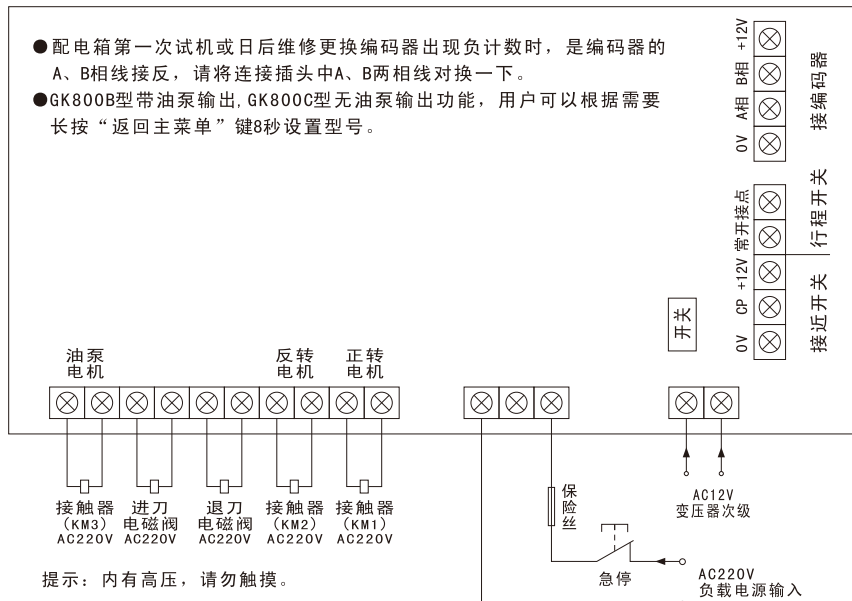 ●配电箱第一次试机或日后维修更换编码器出现负计数时，是编码器的
A、B相线接反，请将连接插头中A、B两相线对换一下。
●GK800B型带油泵输出,GK800C型无油泵输出功能，用户可以根据需要
长按“返回主菜单”键8秒设置型号。
+12V
B相
A相
0V
接编码器
常开接点
行程开关
+12V
CP
0V
接近开关
开关
油泵
电机
反转
电机
正转
电机
接触器
(KM3)
AC220V
进刀
电磁阀
AC220V
退刀
电磁阀
AC220V
接触器
(KM2)
AC220V
接触器
(KM1)
AC220V
保险丝
急停
AC12V
变压器次级
AC220V
负载电源输入
提示：内有高压，请勿触摸。